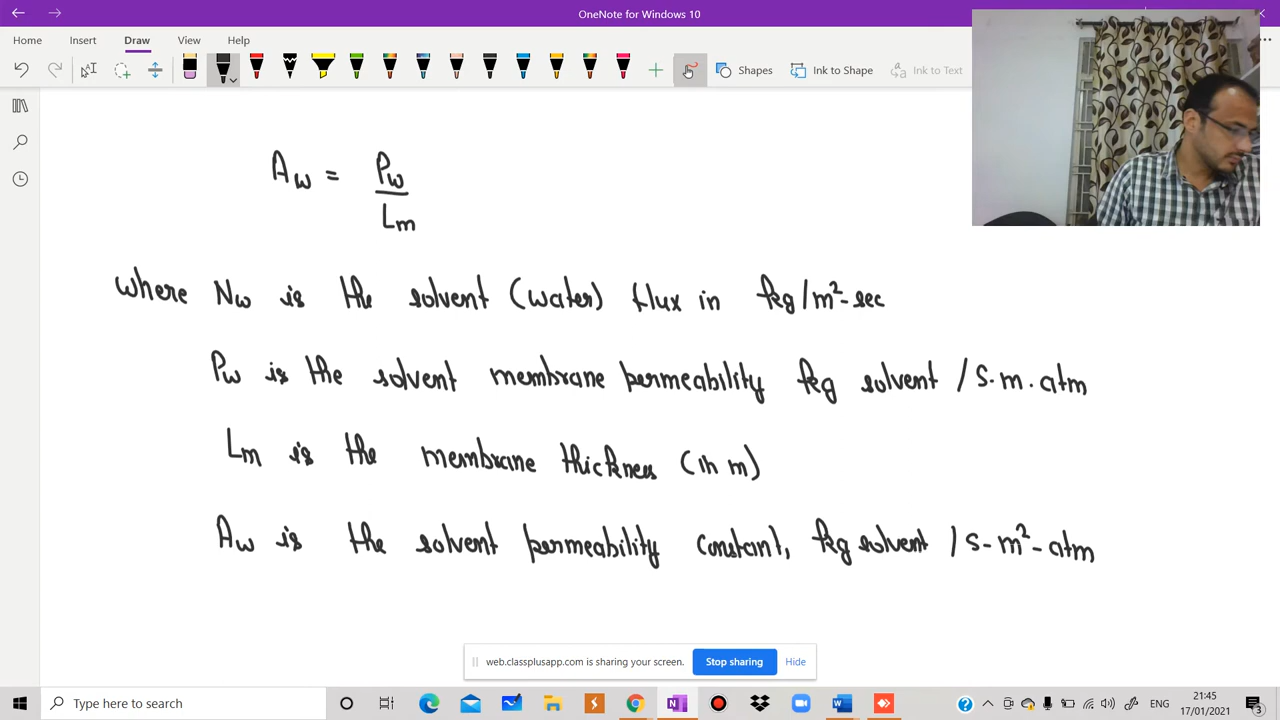 OneNote for Windows 10
Home Insert Draw View Help
Shapes Ink to Shape Ink to Text
Aw = Pw / Lm
where Nw is the solvent (water) flux in kg/m²-sec
Pw is the solvent membrane permeability kg solvent /s.m.atm
Lm is the membrane thickness (in m)
Aw is the solvent permeability constant, kg solvent /s-m²-atm
web.classplusapp.com is sharing your screen. Stop sharing Hide
Type here to search
ENG
21:45
17/01/2021
3